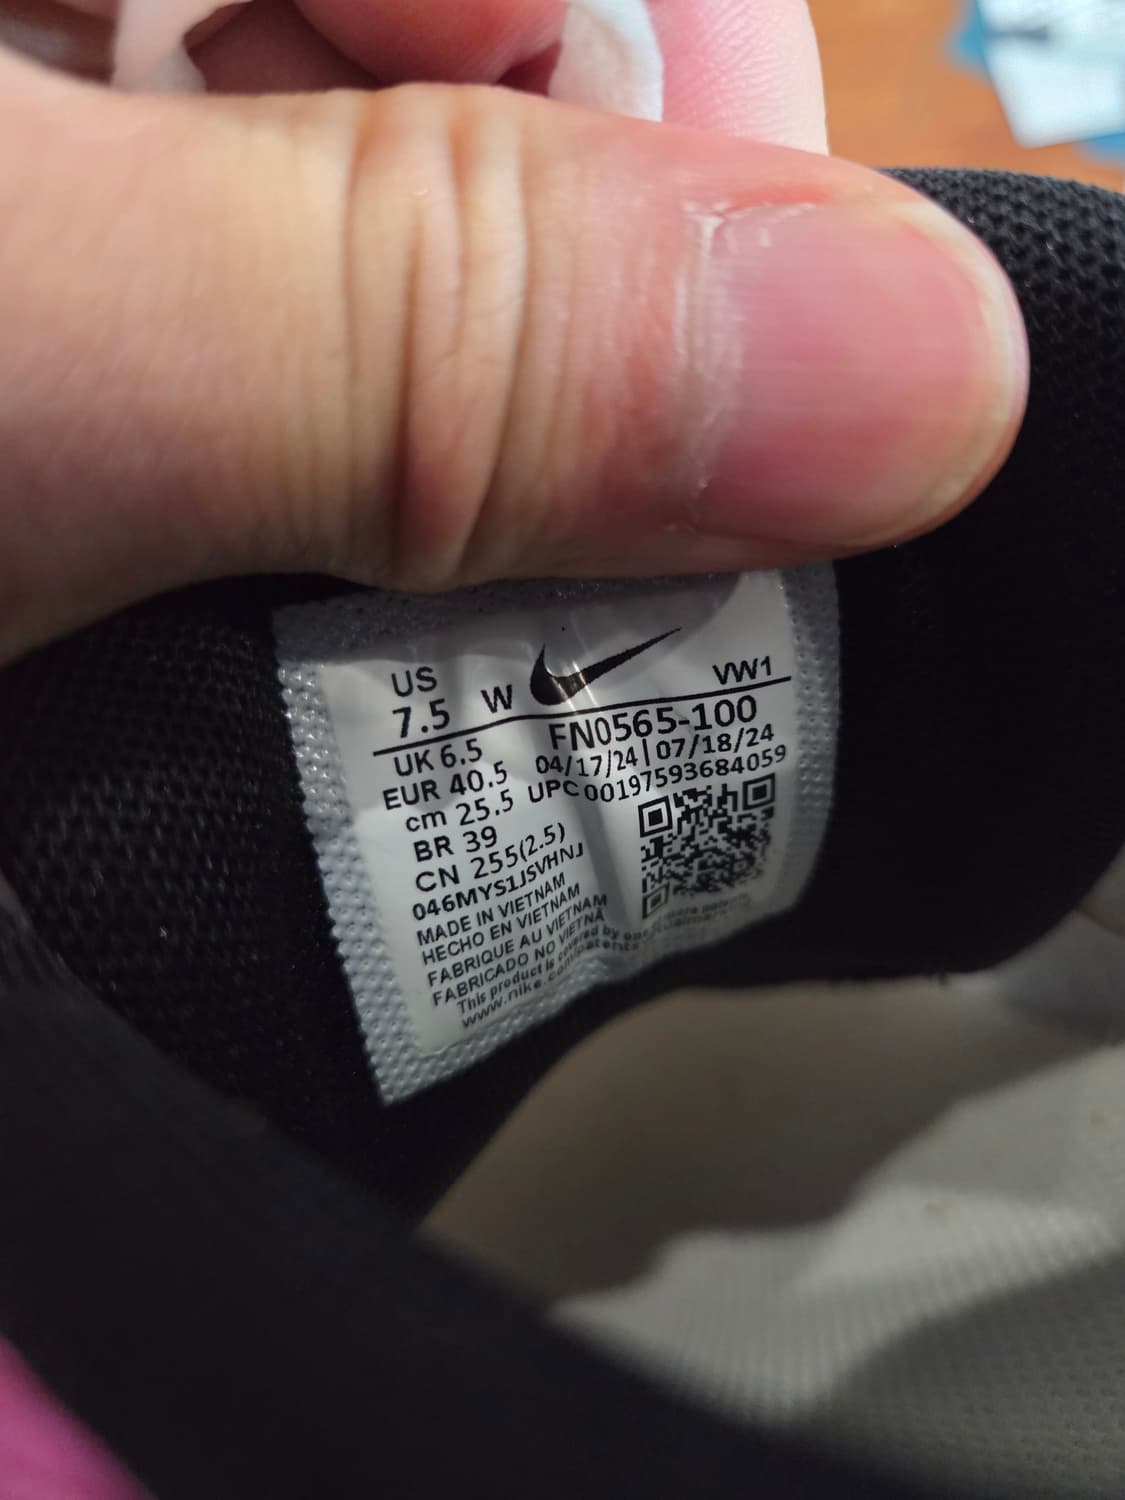 US
7.5 W
VW1
UK 6.5
FN0565-100
EUR 40.5
04/17/24|07/18/24
cm 25.5
UPC 00197593684059
BR 39
CN 255(2.5)
046MYS1JSVHNJ
MADE IN VIETNAM
HECHO EN VIETNAM
FABRIQUE AU VIETNAM
FABRICADO NO VIETNÃ
This product is covered by
www.nike.com/patents